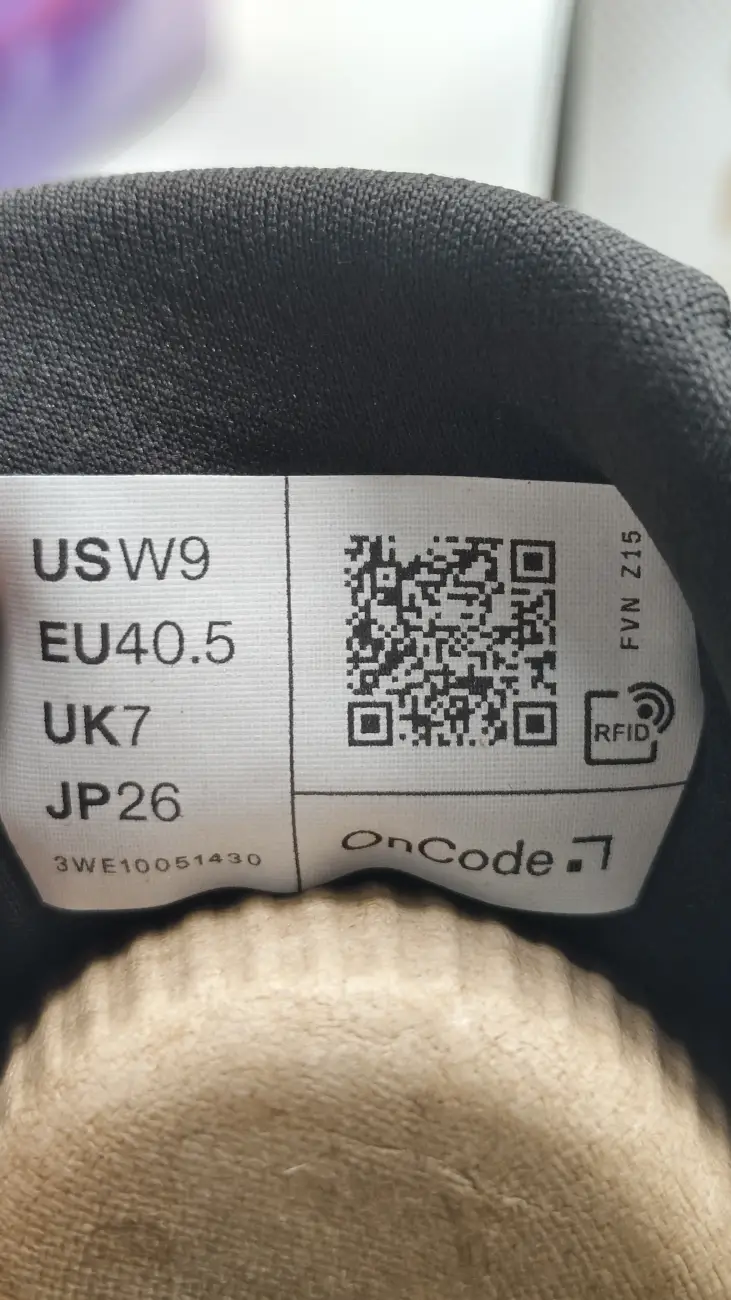 USW9
EU40.5
UK7
JP26
3WE10051430
FVN Z15
RFID
OnCode